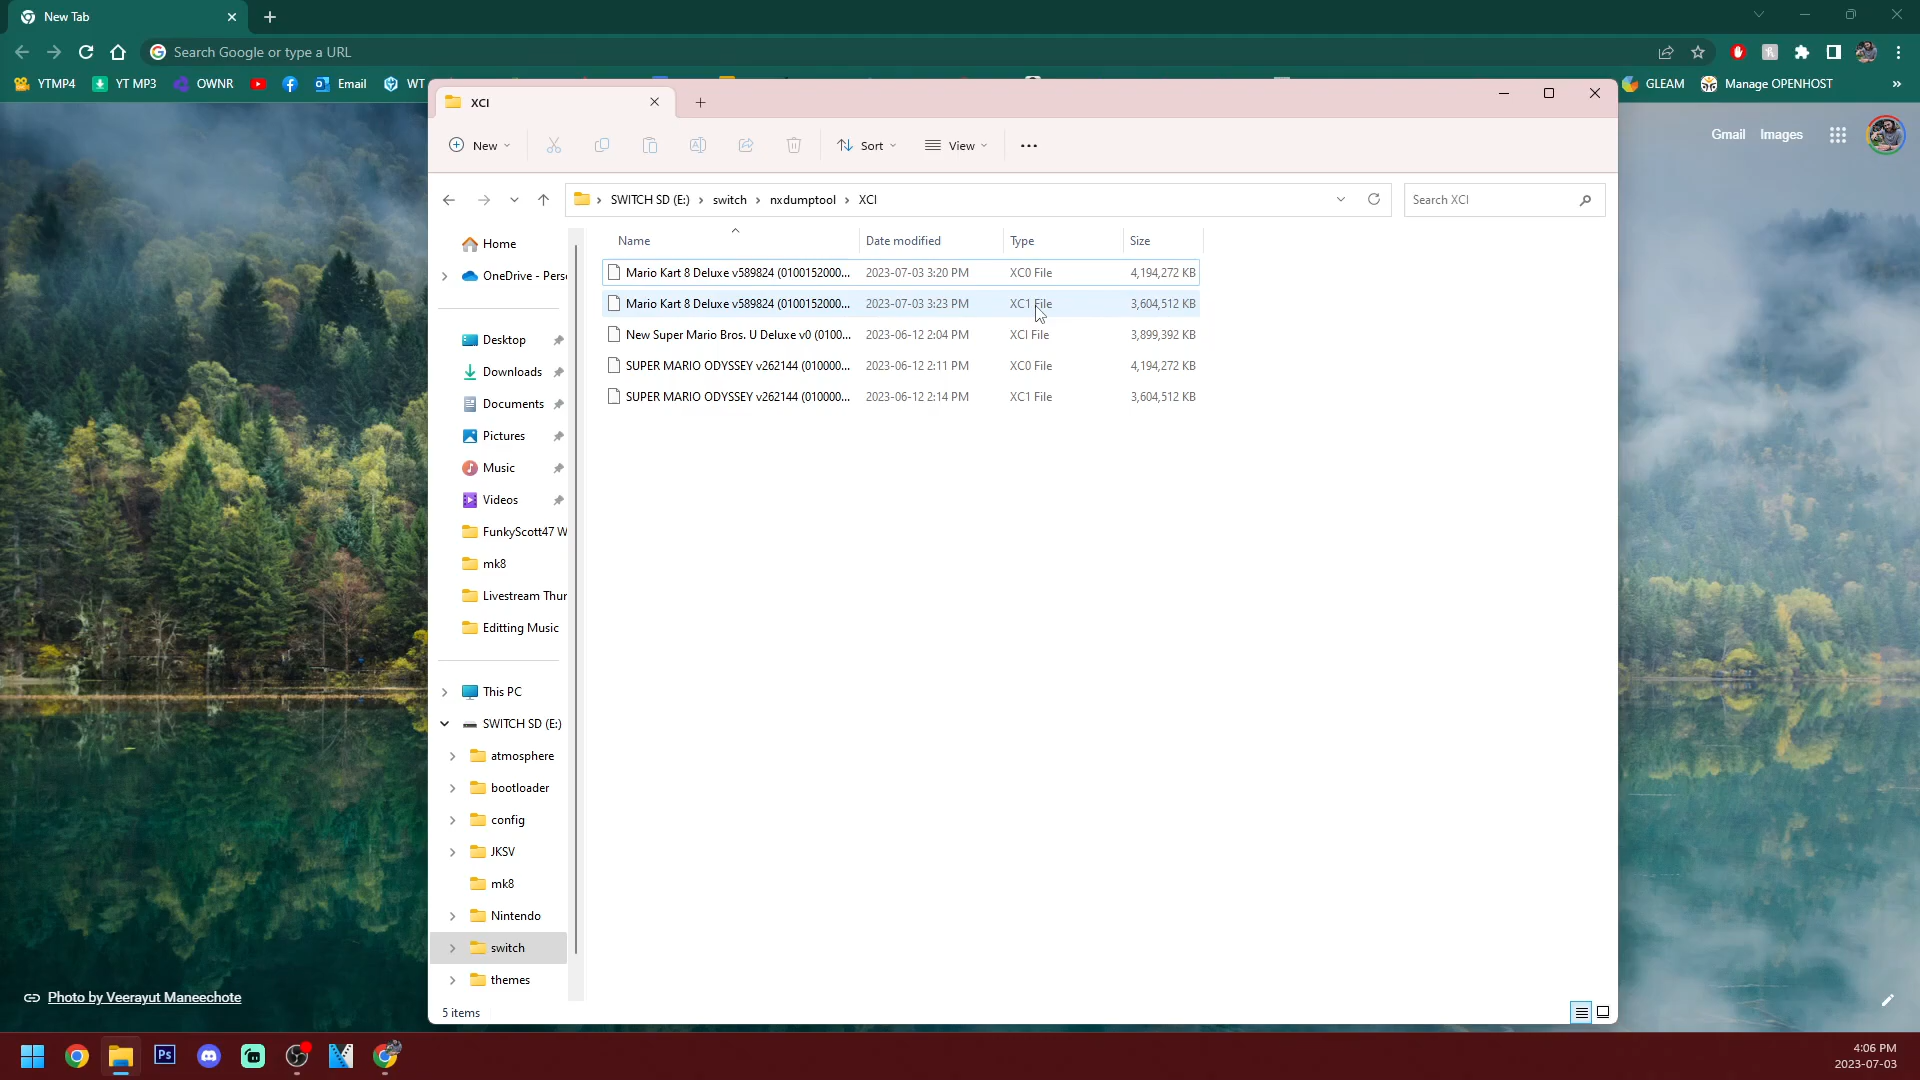 New Tab
Search Google or type a URL
YTMP4
YT MP3
OWNR
Email
WT
GLEAM
Manage OPENHOST
Gmail
Images
XCI
New
Sort
View
SWITCH SD (E:)
switch
nxdumptool
XCI
Search XCI
Home
OneDrive - Pers
Desktop
Downloads
Documents
Pictures
Music
Videos
FunkyScott47 W
mk8
Livestream Thur
Editting Music
This PC
SWITCH SD (E:)
atmosphere
bootloader
config
JKSV
mk8
Nintendo
switch
themes
Name Date modified Type Size
Mario Kart 8 Deluxe v589824 (0100152000... 2023-07-03 3:20 PM XC0 File 4,194,272 KB
Mario Kart 8 Deluxe v589824 (0100152000... 2023-07-03 3:23 PM XC1 File 3,604,512 KB
New Super Mario Bros. U Deluxe v0 (0100... 2023-06-12 2:04 PM XCI File 3,899,392 KB
SUPER MARIO ODYSSEY v262144 (010000... 2023-06-12 2:11 PM XC0 File 4,194,272 KB
SUPER MARIO ODYSSEY v262144 (010000... 2023-06-12 2:14 PM XC1 File 3,604,512 KB
5 items
Photo by Veerayut Maneechote
Ps
4:06 PM
2023-07-03